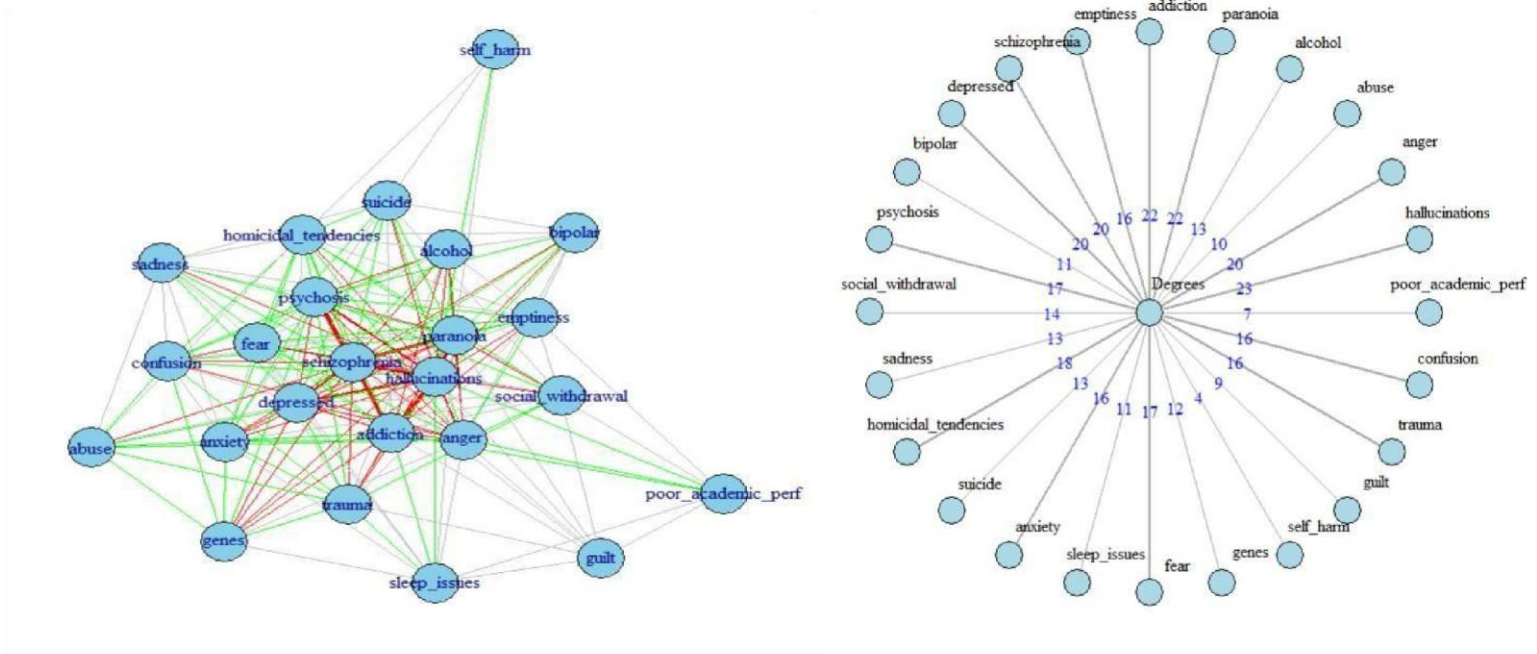 self_harm
suicide
homicidal_tendencies
alcohol
bipolar
sadness
psychosis
emptiness
paranoia
fear
confusion
schizophrenia
hallucinations
social_withdrawal
depressed
addiction
anger
abuse
anxiety
poor_academic_perf
trauma
genes
guilt
sleep_issues
addiction
emptiness
paranoia
schizophrenia
alcohol
depressed
abuse
bipolar
anger
psychosis
hallucinations
social_withdrawal
Degrees
poor_academic_perf
sadness
confusion
homicidal_tendencies
trauma
suicide
guilt
anxiety
self_harm
sleep_issues
genes
fear
16 22 22
20 13
20 10
11 20
17 23
14 7
13 16
18 16
13 9
16 4
11 17 12